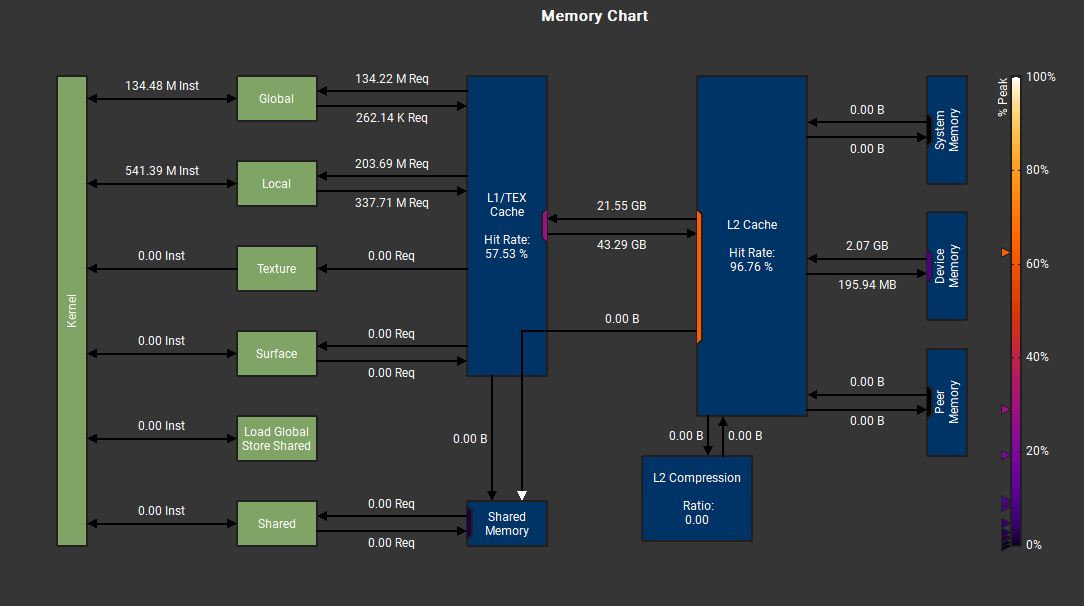 Memory Chart
Kernel
134.48 M Inst
Global
134.22 M Req
262.14 K Req
541.39 M Inst
Local
203.69 M Req
337.71 M Req
0.00 Inst
Texture
0.00 Req
0.00 Inst
Surface
0.00 Req
0.00 Req
0.00 Inst
Load Global
Store Shared
0.00 Inst
Shared
0.00 Req
0.00 Req
L1/TEX
Cache
Hit Rate:
57.53 %
0.00 B
Shared
Memory
21.55 GB
43.29 GB
0.00 B
L2 Cache
Hit Rate:
96.76 %
0.00 B
0.00 B
L2 Compression
Ratio:
0.00
0.00 B
0.00 B
System
Memory
2.07 GB
195.94 MB
Device
Memory
0.00 B
0.00 B
Peer
Memory
% Peak
100%
80%
60%
40%
20%
0%